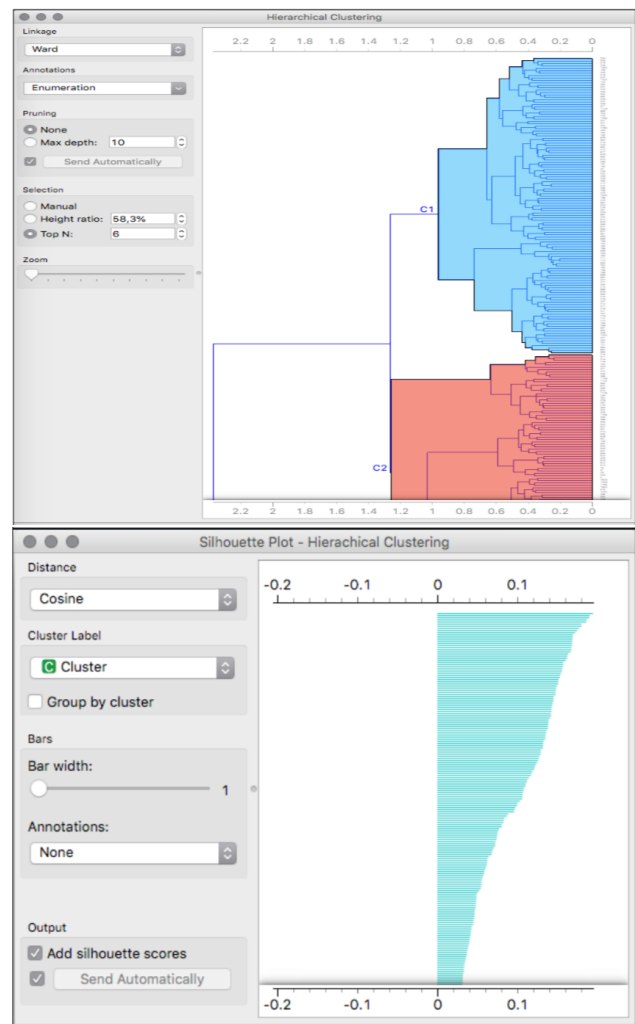 Hierarchical Clustering
Linkage
Ward
Annotations
Enumeration
Pruning
None
Max depth: 10
Send Automatically
Selection
Manual
Height ratio: 58,3%
Top N: 6
Zoom
2.2 2 1.8 1.6 1.4 1.2 1 0.8 0.6 0.4 0.2 0
C1
C2
2.2 2 1.8 1.6 1.4 1.2 1 0.8 0.6 0.4 0.2 0
Silhouette Plot - Hierachical Clustering
Distance
Cosine
Cluster Label
C Cluster
Group by cluster
Bars
Bar width:
1
Annotations:
None
Output
Add silhouette scores
Send Automatically
-0.2 -0.1 0 0.1
-0.2 -0.1 0 0.1